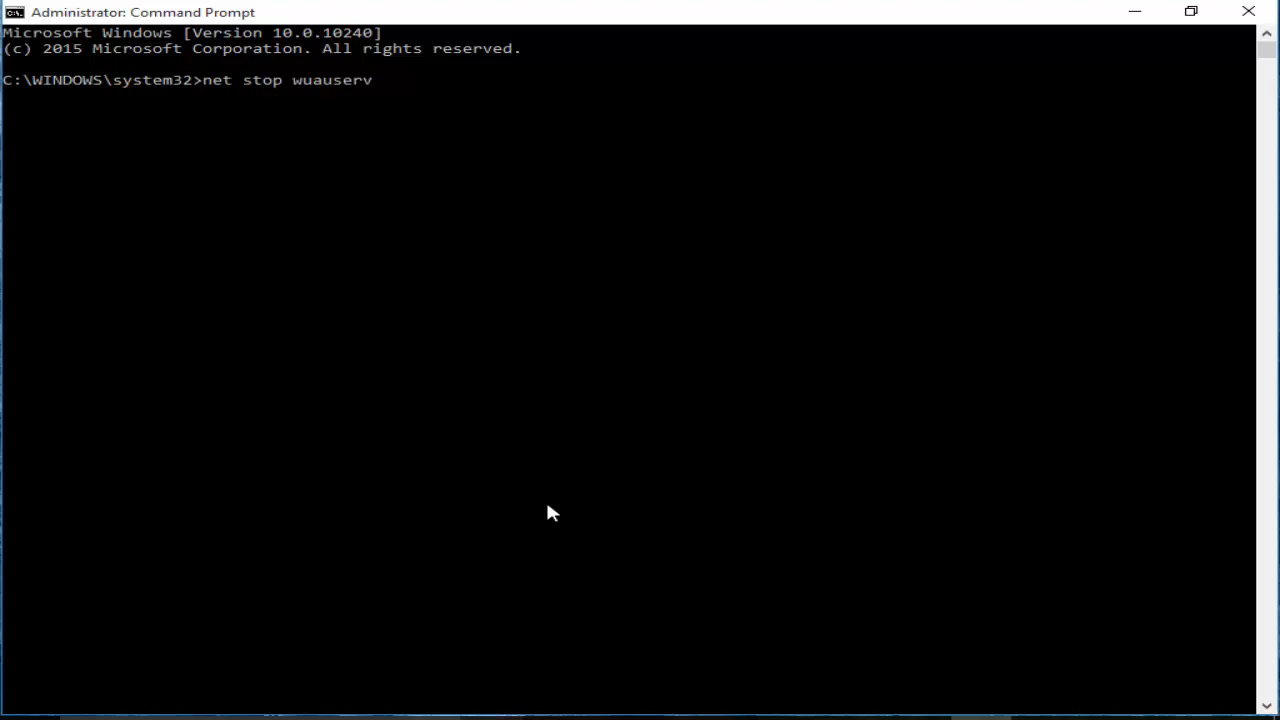 Administrator: Command Prompt
Microsoft Windows [Version 10.0.10240]
(c) 2015 Microsoft Corporation. All rights reserved.
C:\WINDOWS\system32>net stop wuauserv